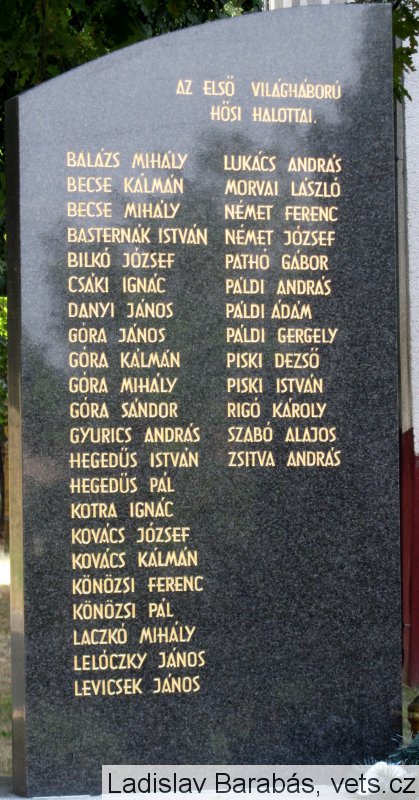 AZ ELSŐ VILÁGHÁBORÚ
HŐSI HALOTTAI.
BALÁZS MIHÁLY
BECSE KÁLMÁN
BECSE MIHÁLY
BASTERNÁK ISTVÁN
BILKÓ JÓZSEF
CSÁKI IGNÁC
DANYI JÁNOS
GÓRA JÁNOS
GÓRA KÁLMÁN
GÓRA MIHÁLY
GÓRA SÁNDOR
GYURICS ANDRÁS
HEGEDŰS ISTVÁN
HEGEDŰS PÁL
KOTRA IGNÁC
KOVÁCS JÓZSEF
KOVÁCS KÁLMÁN
KÖNÖZSI FERENC
KÖNÖZSI PÁL
LACZKÓ MIHÁLY
LELÓCZKY JÁNOS
LEVICSEK JÁNOS
LUKÁCS ANDRÁS
MORVAI LÁSZLÓ
NÉMET FERENC
NÉMET JÓZSEF
PATHÓ GÁBOR
PÁLDI ANDRÁS
PÁLDI ÁDÁM
PÁLDI GERGELY
PISKI DEZSŐ
PISKI ISTVÁN
RIGÓ KÁROLY
SZABÓ ALAJOS
ZSITVA ANDRÁS
Ladislav Barabás, vets.cz